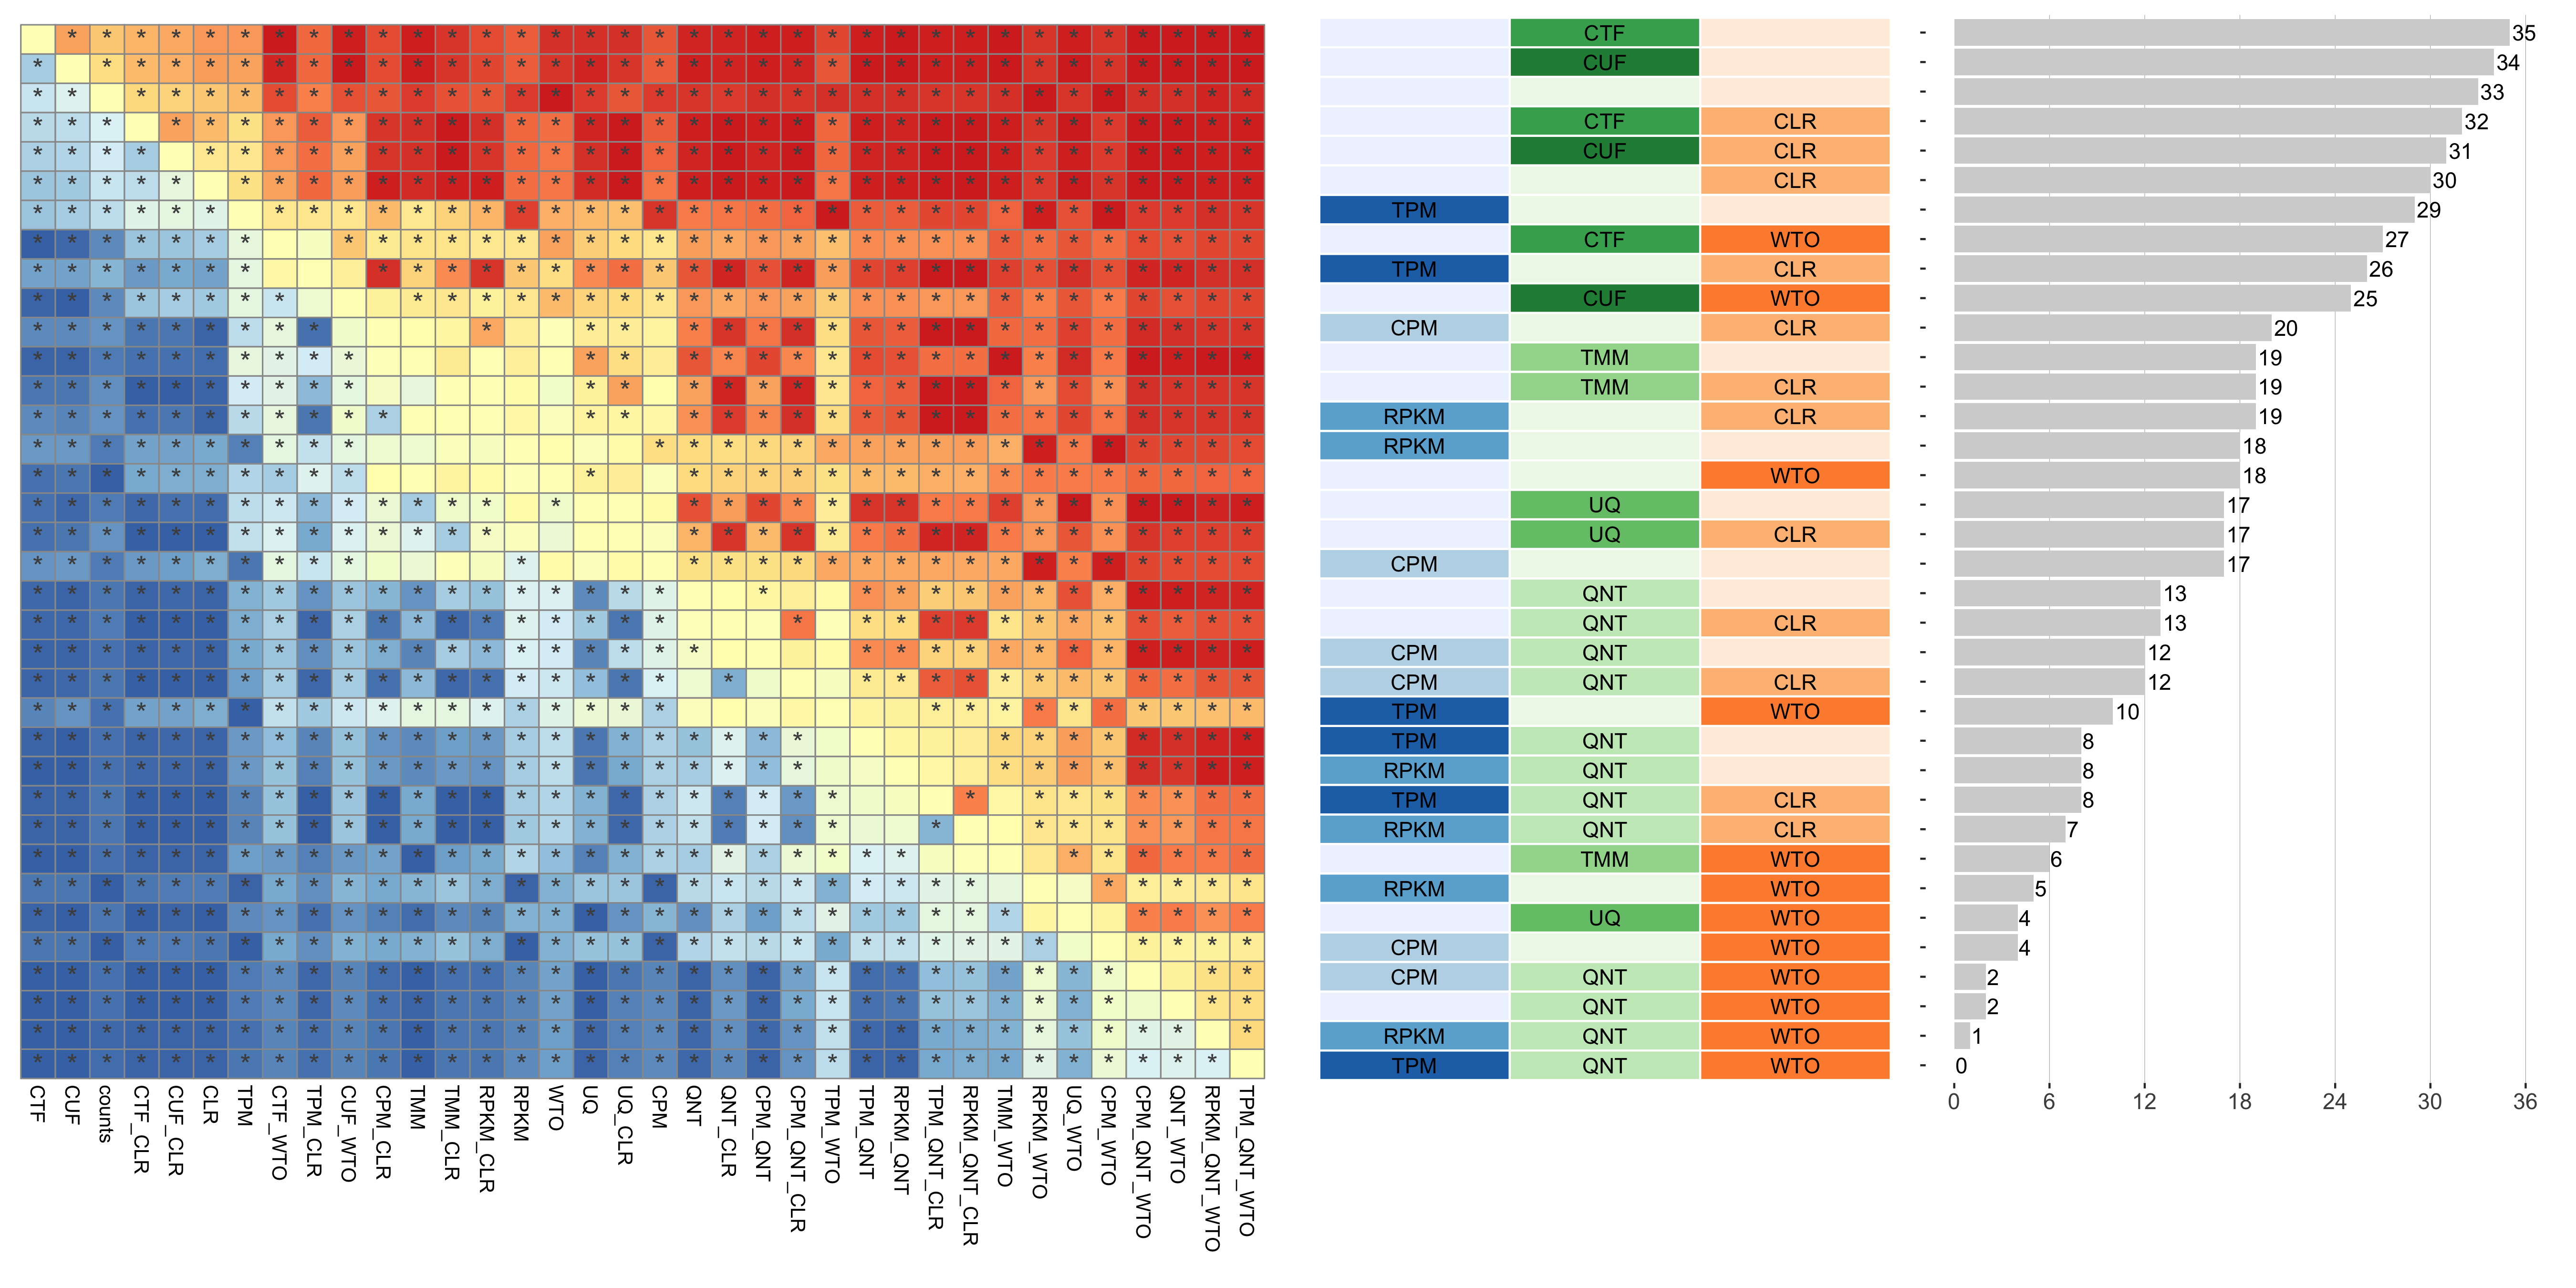 CTF - 35
CUF - 34
- 33
CTF CLR - 32
CUF CLR - 31
CLR - 30
TPM - 29
CTF WTO - 27
TPM CLR - 26
CUF WTO - 25
CPM CLR - 20
TMM - 19
TMM CLR - 19
RPKM CLR - 19
RPKM - 18
WTO - 18
UQ - 17
UQ CLR - 17
CPM - 17
QNT - 13
QNT CLR - 13
CPM QNT - 12
CPM QNT CLR - 12
TPM WTO - 10
TPM QNT - 8
RPKM QNT - 8
TPM QNT CLR - 8
RPKM QNT CLR - 7
TMM WTO - 6
RPKM WTO - 5
UQ WTO - 4
CPM WTO - 4
CPM QNT WTO - 2
QNT WTO - 2
RPKM QNT WTO - 1
TPM QNT WTO - 0
0 6 12 18 24 30 36
CTF
CUF
counts
CTF_CLR
CUF_CLR
CLR
TPM
CTF_WTO
TPM_CLR
CUF_WTO
CPM_CLR
TMM
TMM_CLR
RPKM_CLR
RPKM
WTO
UQ
UQ_CLR
CPM
QNT
QNT_CLR
CPM_QNT
CPM_QNT_CLR
TPM_WTO
TPM_QNT
RPKM_QNT
TPM_QNT_CLR
RPKM_QNT_CLR
TMM_WTO
RPKM_WTO
UQ_WTO
CPM_WTO
CPM_QNT_WTO
QNT_WTO
RPKM_QNT_WTO
TPM_QNT_WTO